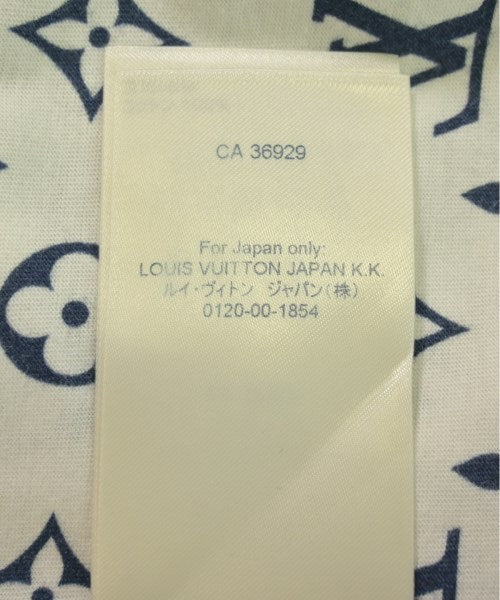 CA 36929
For Japan only:
LOUIS VUITTON JAPAN K.K.
ルイ・ヴィトン ジャパン(株)
0120-00-1854